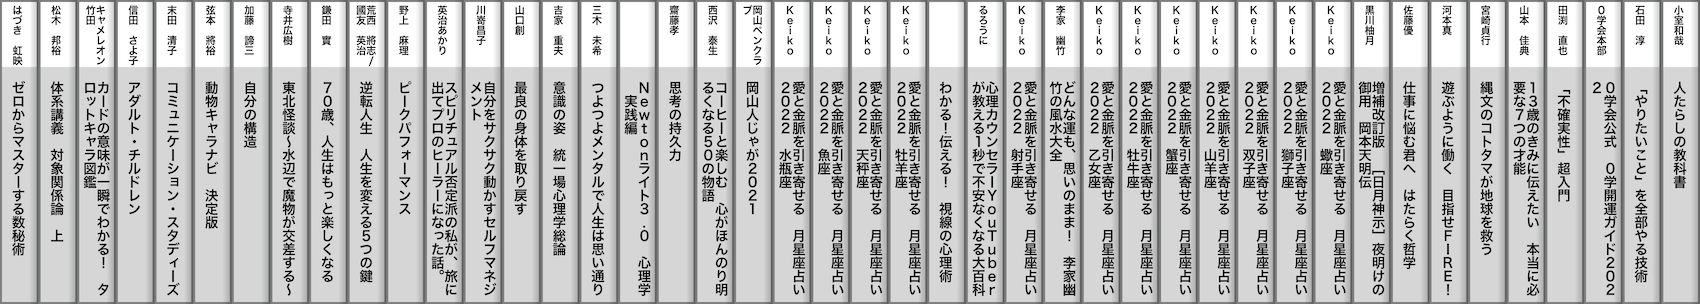 小室和哉
人たらしの教科書
石田　淳
「やりたいこと」を全部やる技術
０学会本部
０学会公式　０学開運ガイド２０２
２
田渕　直也
「不確実性」超入門
山本　佳典
１３歳のきみに伝えたい　本当に必
要な７つの才能
宮崎貞行
縄文のコトタマが地球を救う
河本真
遊ぶように働く　目指せＦＩＲＥ！
佐藤優
仕事に悩む君へ　はたらく哲学
黒川柚月
増補改訂版　［日月神示］夜明けの
御用　岡本天明伝
Ｋｅｉｋｏ
愛と金脈を引き寄せる　月星座占い
２０２２　蠍座
Ｋｅｉｋｏ
愛と金脈を引き寄せる　月星座占い
２０２２　獅子座
Ｋｅｉｋｏ
愛と金脈を引き寄せる　月星座占い
２０２２　双子座
Ｋｅｉｋｏ
愛と金脈を引き寄せる　月星座占い
２０２２　山羊座
Ｋｅｉｋｏ
愛と金脈を引き寄せる　月星座占い
２０２２　蟹座
Ｋｅｉｋｏ
愛と金脈を引き寄せる　月星座占い
２０２２　牡牛座
Ｋｅｉｋｏ
愛と金脈を引き寄せる　月星座占い
２０２２　乙女座
李家　幽竹
どんな運も、思いのまま！　李家幽
竹の風水大全
Ｋｅｉｋｏ
愛と金脈を引き寄せる　月星座占い
２０２２　射手座
るろうに
心理カウンセラーＹｏｕＴｕｂｅｒ
が教える１秒で不安なくなる大百科
わかる！伝える！　視線の心理術
Ｋｅｉｋｏ
愛と金脈を引き寄せる　月星座占い
２０２２　牡羊座
Ｋｅｉｋｏ
愛と金脈を引き寄せる　月星座占い
２０２２　天秤座
Ｋｅｉｋｏ
愛と金脈を引き寄せる　月星座占い
２０２２　魚座
Ｋｅｉｋｏ
愛と金脈を引き寄せる　月星座占い
２０２２　水瓶座
岡山ペンクラ
ブ
岡山人じゃが２０２１
西沢　泰生
コーヒーと楽しむ　心がほんのり明
るくなる５０の物語
齋藤孝
思考の持久力
Ｎｅｗｔｏｎライト３．０　心理学
　実践編
三木　未希
つよつよメンタルで人生は思い通り
吉家　重夫
意識の姿　統一場心理学総論
山口創
最良の身体を取り戻す
川嵜昌子
自分をサクサク動かすセルフマネジ
メント
英治あかり
スピリチュアル否定派の私が、旅に
出てプロのヒーラーになった話。
野上　麻理
ピークパフォーマンス
荒西　將志／
國友　英治
逆転人生　人生を変える５つの鍵
鎌田　實
７０歳、人生はもっと楽しくなる
寺井広樹
東北怪談～水辺で魔物が交差する～
加藤　諦三
自分の構造
弦本　將裕
動物キャラナビ　決定版
末田　清子
コミュニケーション・スタディーズ
信田　さよ子
アダルト・チルドレン
キャメレオン
竹田
カードの意味が一瞬でわかる！　タ
ロットキャラ図鑑
松木　邦裕
体系講義　対象関係論　上
はづき　虹映
ゼロからマスターする数秘術